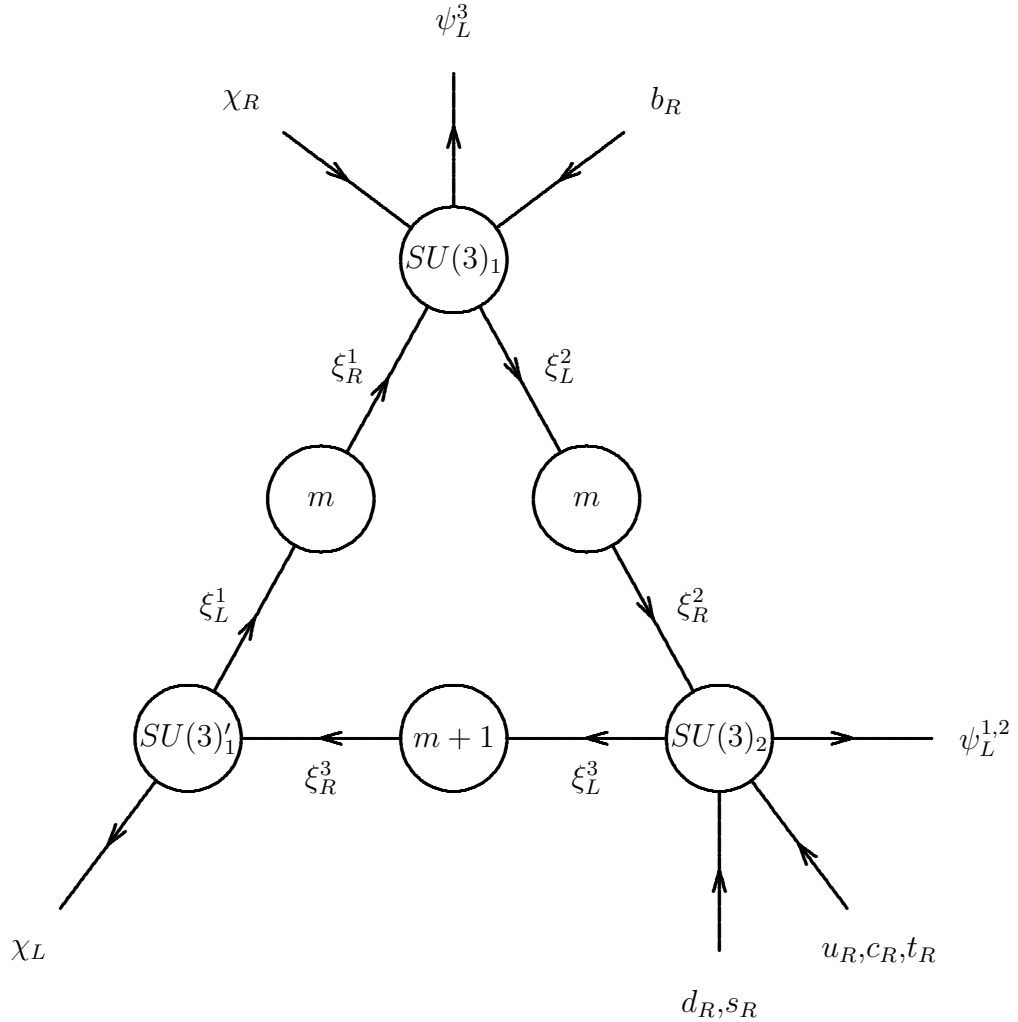 ψ_L^3
χ_R
b_R
SU(3)_1
ξ_R^1
ξ_L^2
m
m
ξ_L^1
ξ_R^2
SU(3)'_1
m + 1
SU(3)_2
ψ_L^{1,2}
ξ_R^3
ξ_L^3
χ_L
u_R,c_R,t_R
d_R,s_R